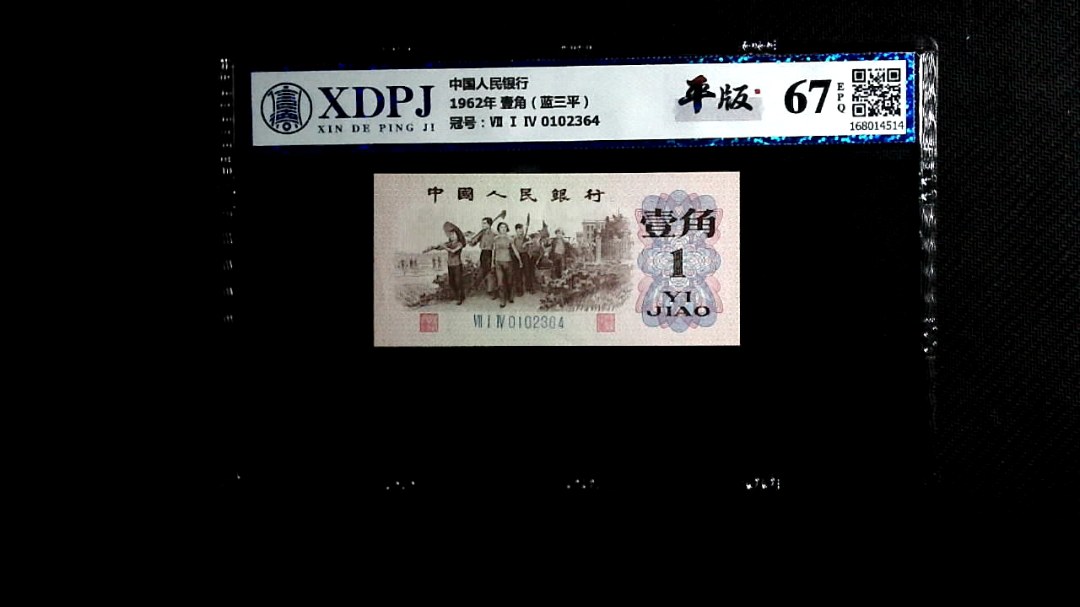 XDPJ
XIN DE PING JI
中国人民银行
1962年 壹角（蓝三平）
冠号：Ⅶ Ⅰ Ⅳ 0102364
平版
67
EPQ
168014514
中國人民銀行
壹角
1
YI
JIAO
Ⅶ Ⅰ Ⅳ 0102364